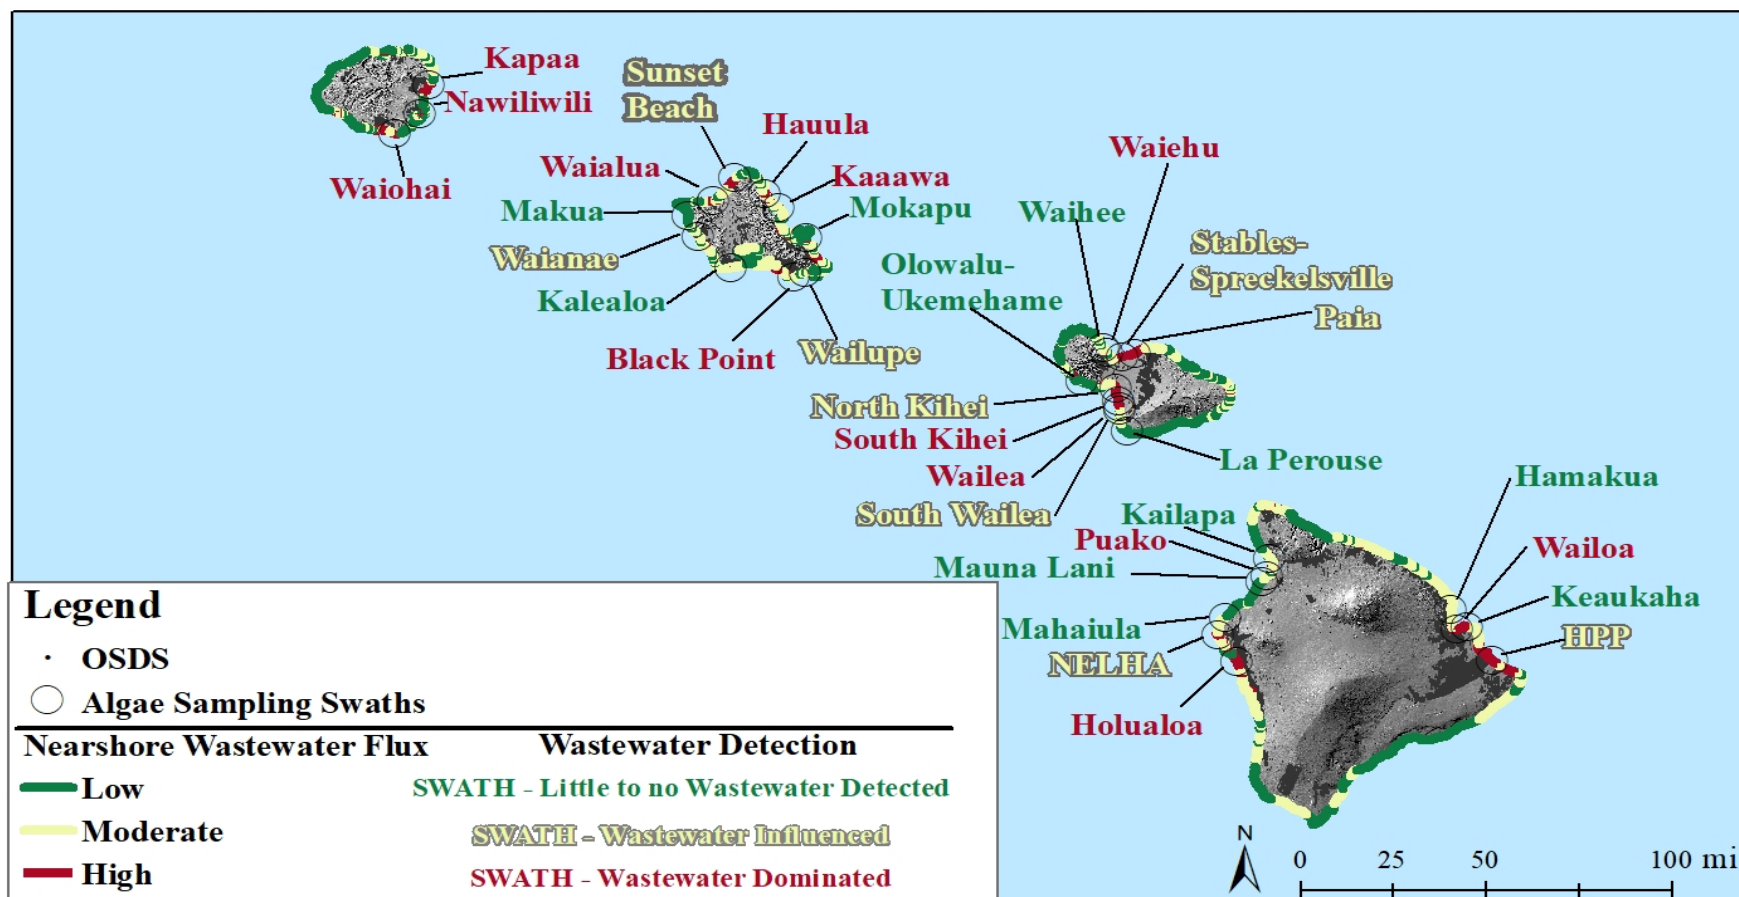 Kapaa
Nawiliwili
Waiohai
Sunset
Beach
Hauula
Waialua
Kaaawa
Makua
Mokapu
Waianae
Kalealoa
Black Point
Wailupe
Waiehu
Waihee
Stables-
Spreckelsville
Olowalu-
Ukemehame
Paia
North Kihei
South Kihei
Wailea
South Wailea
La Perouse
Hamakua
Kailapa
Puako
Wailoa
Mauna Lani
Keaukaha
Mahaiula
HPP
NELHA
Holualoa
Legend
OSDS
Algae Sampling Swaths
Nearshore Wastewater Flux
Low
Moderate
High
Wastewater Detection
SWATH - Little to no Wastewater Detected
SWATH - Wastewater Influenced
SWATH - Wastewater Dominated
N
0 25 50 100 mi